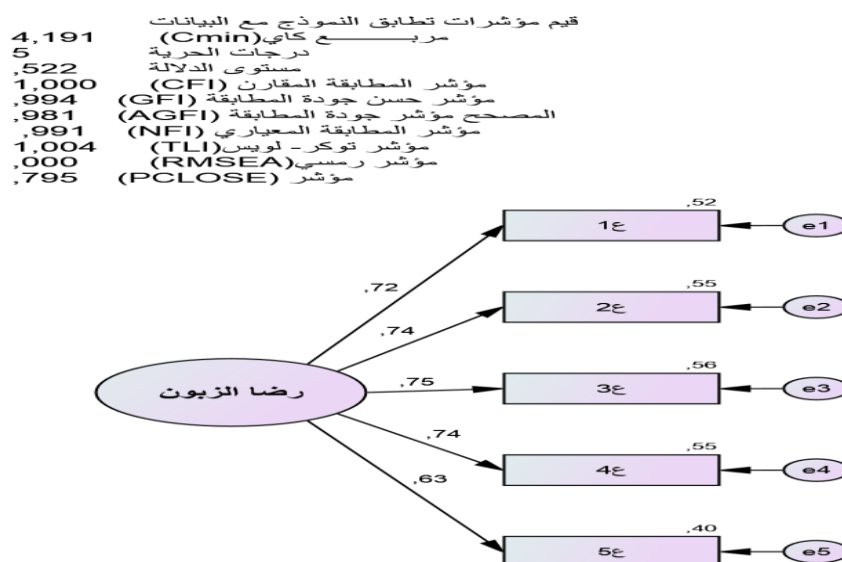 قيم مؤشرات تطابق النموذج مع البيانات
مربـــــــع كاي(Cmin) 4,191
درجات الحرية 5
مستوى الدلالة ,522
مؤشر المطابقة المقارن (CFI) 1,000
مؤشر حسن جودة المطابقة (GFI) ,994
المصحح مؤشر جودة المطابقة (AGFI) ,981
مؤشر المطابقة المعياري (NFI) ,991
مؤشر توكر- لويس(TLI) 1,004
مؤشر رمسي(RMSEA) ,000
مؤشر (PCLOSE) ,795
,52
ع1
e1
,72
,55
ع2
e2
,74
,56
ع3
e3
,75
رضا الزبون
,55
ع4
e4
,74
,63
,40
ع5
e5